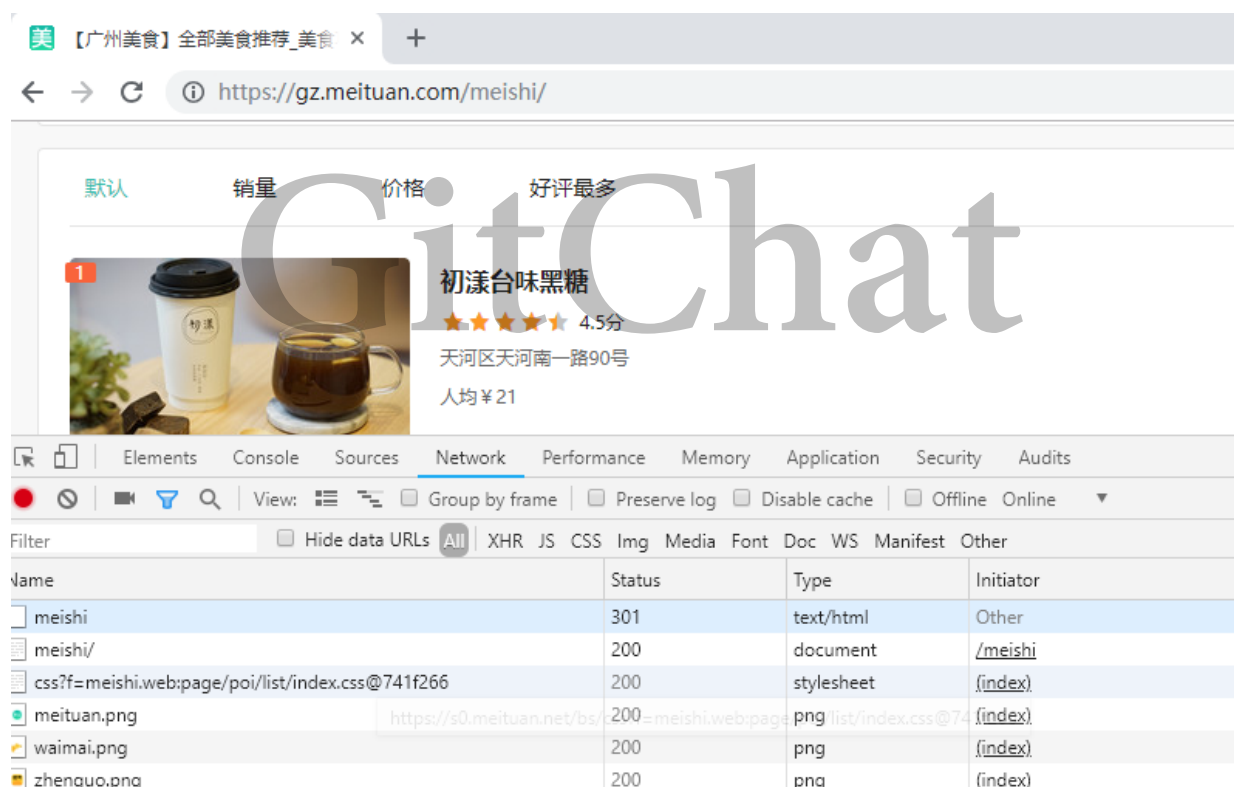 美 【广州美食】全部美食推荐_美食
https://gz.meituan.com/meishi/
默认 销量 价格 好评最多
GitChat
1
初漾台味黑糖
初漾
4.5分
天河区天河南一路90号
人均￥21
Elements Console Sources Network Performance Memory Application Security Audits
View: Group by frame Preserve log Disable cache Offline Online
Filter Hide data URLs All XHR JS CSS Img Media Font Doc WS Manifest Other
Name Status Type Initiator
meishi 301 text/html Other
meishi/ 200 document /meishi
css?f=meishi.web:page/poi/list/index.css@741f266 200 stylesheet (index)
meituan.png 200 png (index)
waimai.png 200 png (index)
zhenguo.png 200 png (index)